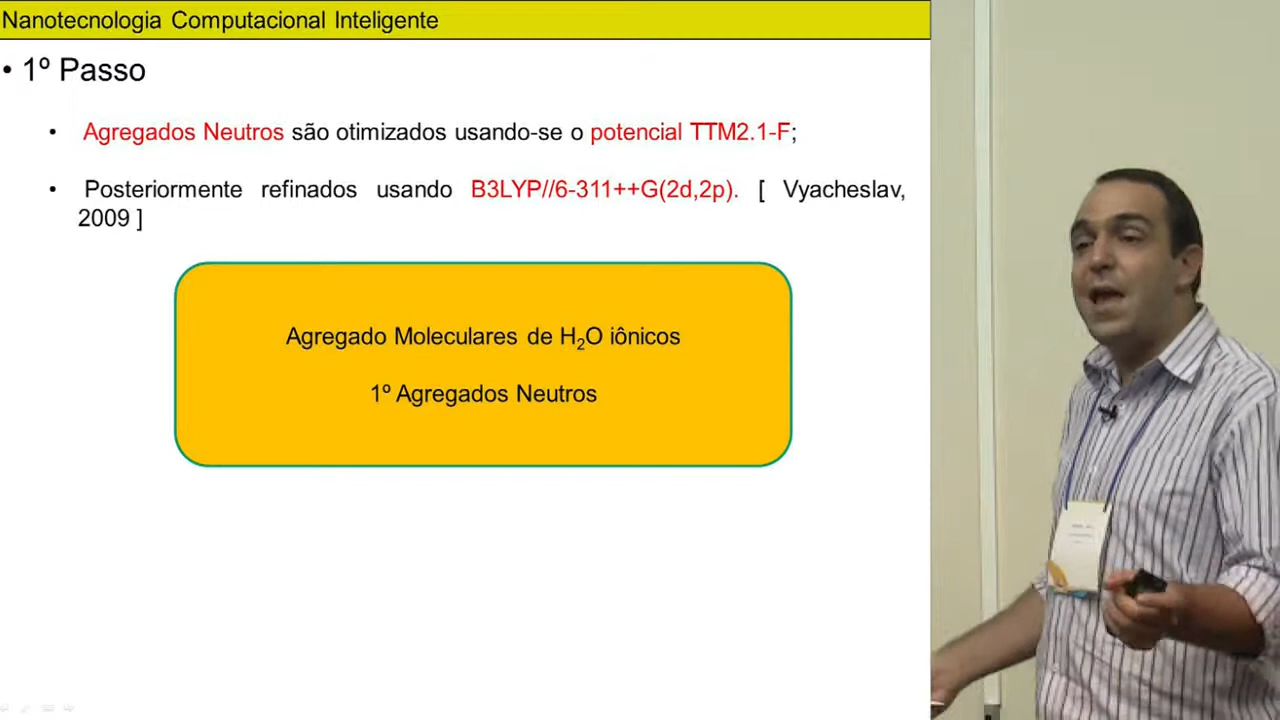 Nanotecnologia Computacional Inteligente
• 1º Passo
• Agregados Neutros são otimizados usando-se o potencial TTM2.1-F;
• Posteriormente refinados usando B3LYP//6-311++G(2d,2p). [ Vyacheslav,
2009 ]
Agregado Moleculares de H₂O iônicos
1º Agregados Neutros